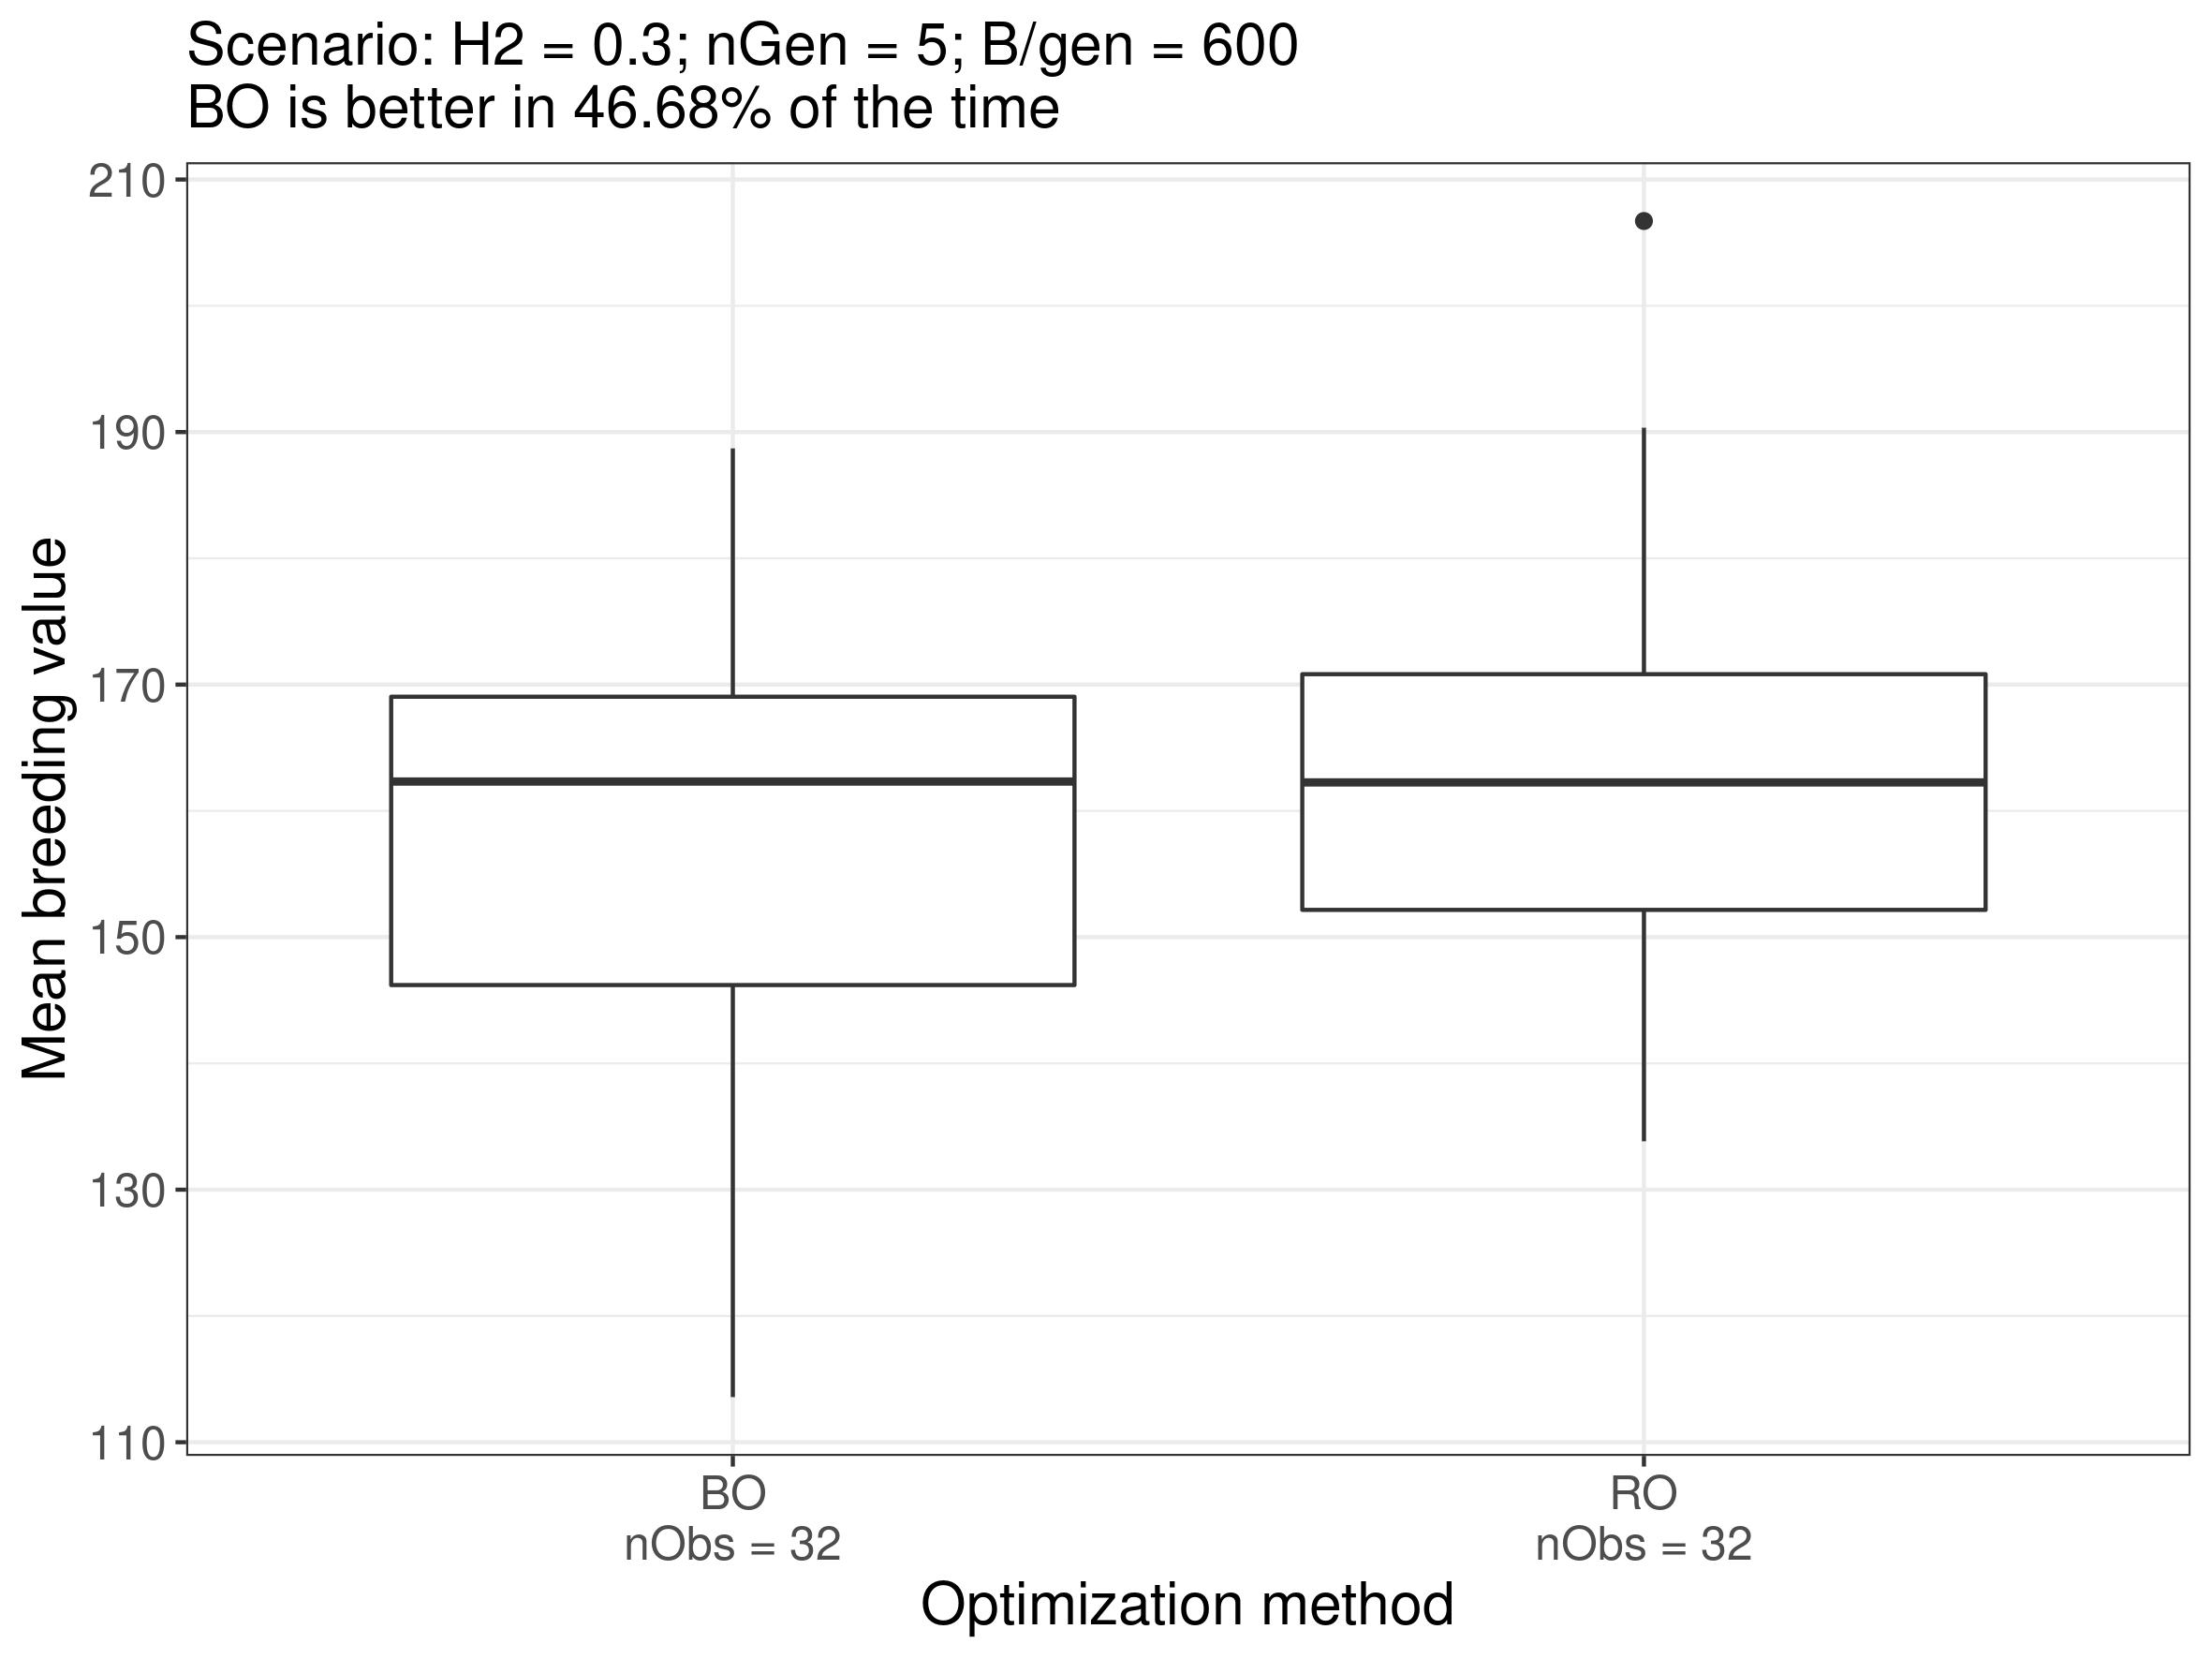 Scenario: H2 = 0.3; nGen = 5; B/gen = 600
BO is better in 46.68% of the time
210
190
170
150
130
110
Mean breeding value
BO
nObs = 32
RO
nObs = 32
Optimization method